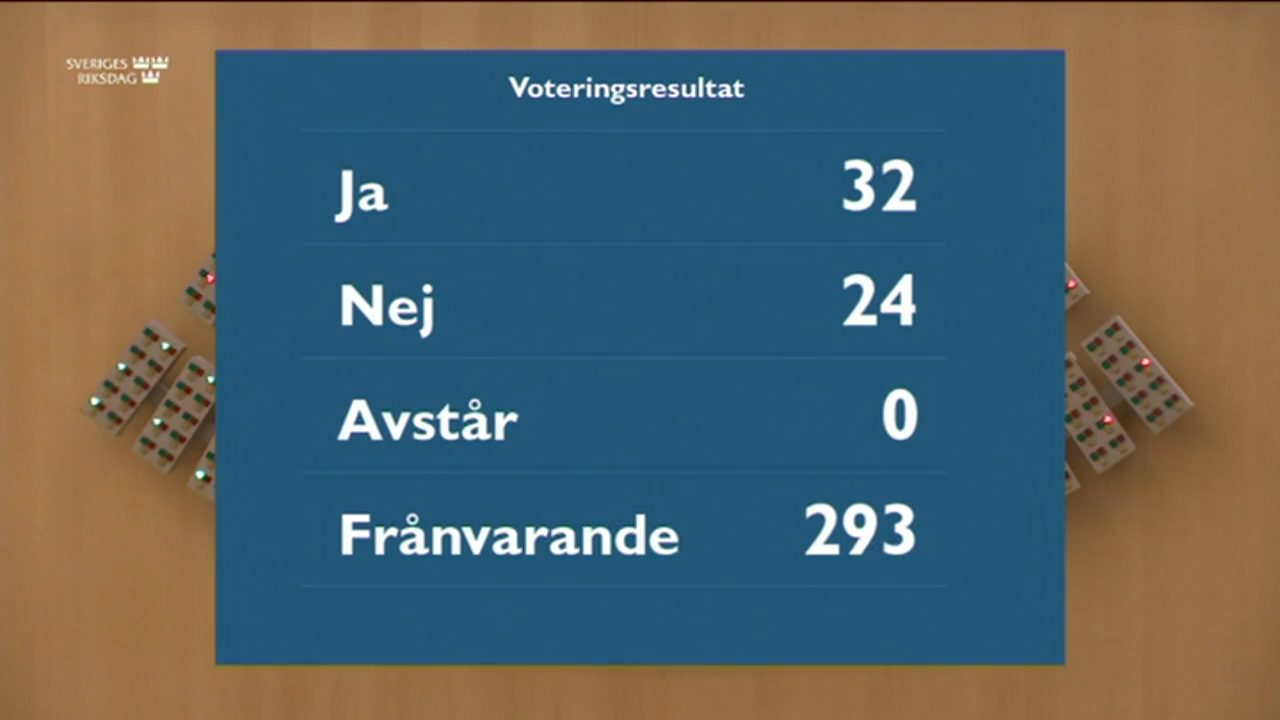 SVERIGES
RIKSDAG
Voteringsresultat
Ja 32
Nej 24
Avstår 0
Frånvarande 293